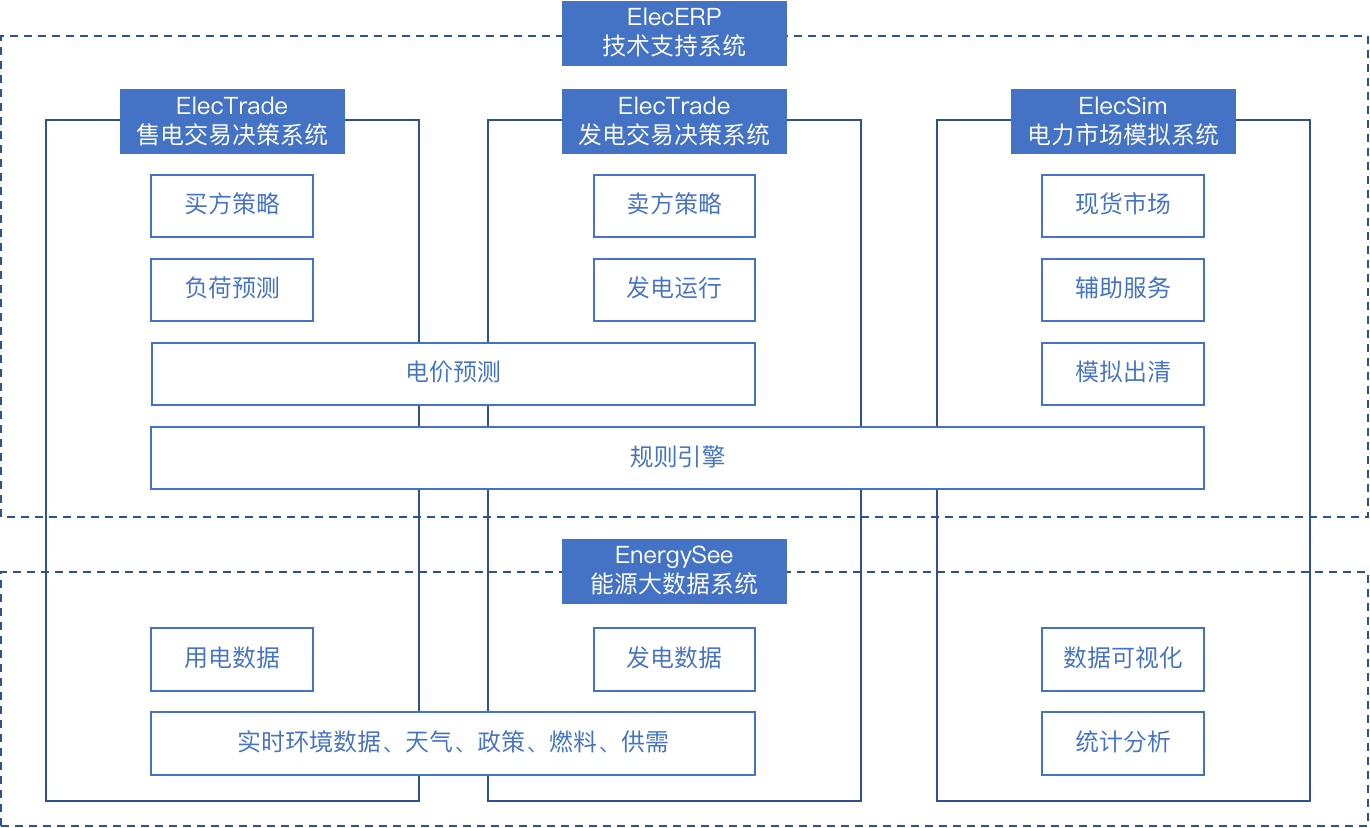 ElecERP
技术支持系统
ElecTrade
售电交易决策系统
ElecTrade
发电交易决策系统
ElecSim
电力市场模拟系统
买方策略
卖方策略
现货市场
负荷预测
发电运行
辅助服务
电价预测
模拟出清
规则引擎
EnergySee
能源大数据系统
用电数据
发电数据
数据可视化
实时环境数据、天气、政策、燃料、供需
统计分析